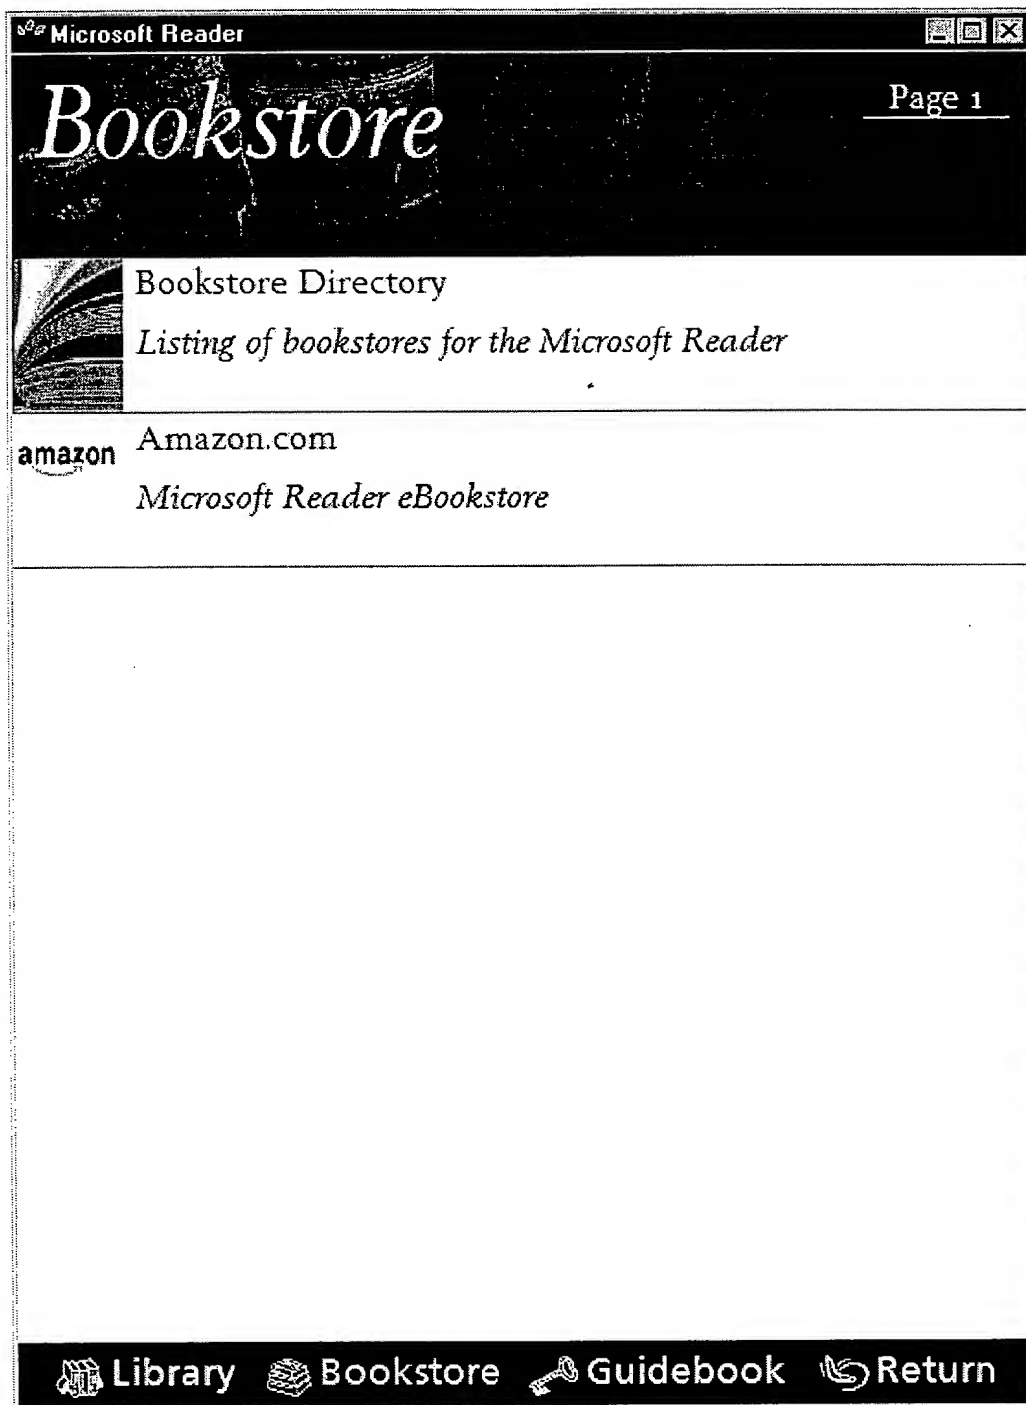 Microsoft Reader
Bookstore
Page 1
Bookstore Directory
Listing of bookstores for the Microsoft Reader
amazon
Amazon.com
Microsoft Reader eBookstore
Library Bookstore Guidebook Return